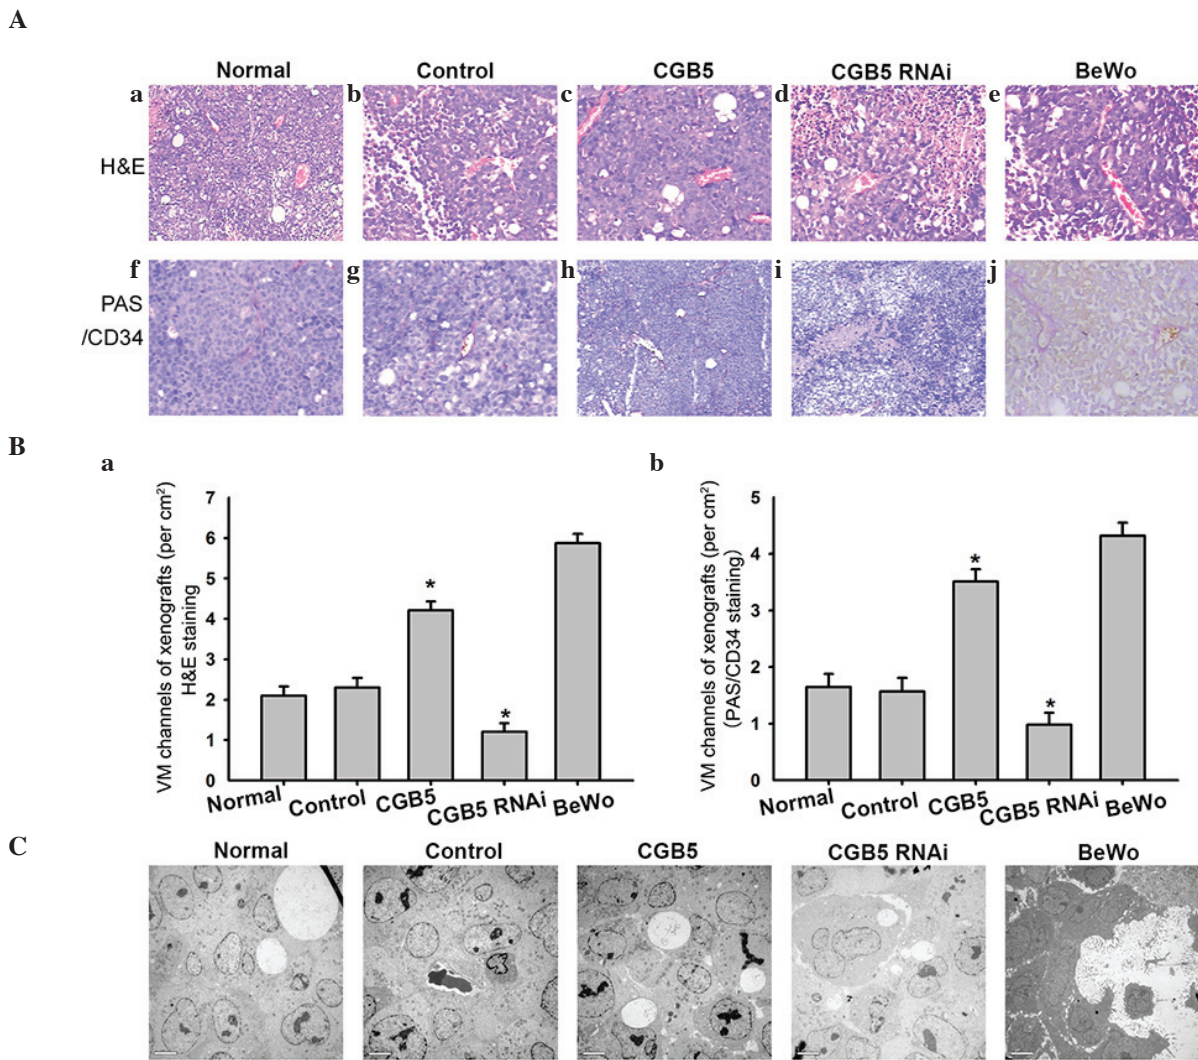 A
Normal Control CGB5 CGB5 RNAi BeWo
a b c d e
H&E
f g h i j
PAS
/CD34
B
a b
VM channels of xenografts (per cm²)
H&E staining
7
6
5
4
3
2
1
0
* *
Normal Control CGB5 CGB5 RNAi BeWo
VM channels of xenografts (per cm²)
(PAS/CD34 staining)
5
4
3
2
1
0
* *
Normal Control CGB5 CGB5 RNAi BeWo
C
Normal Control CGB5 CGB5 RNAi BeWo